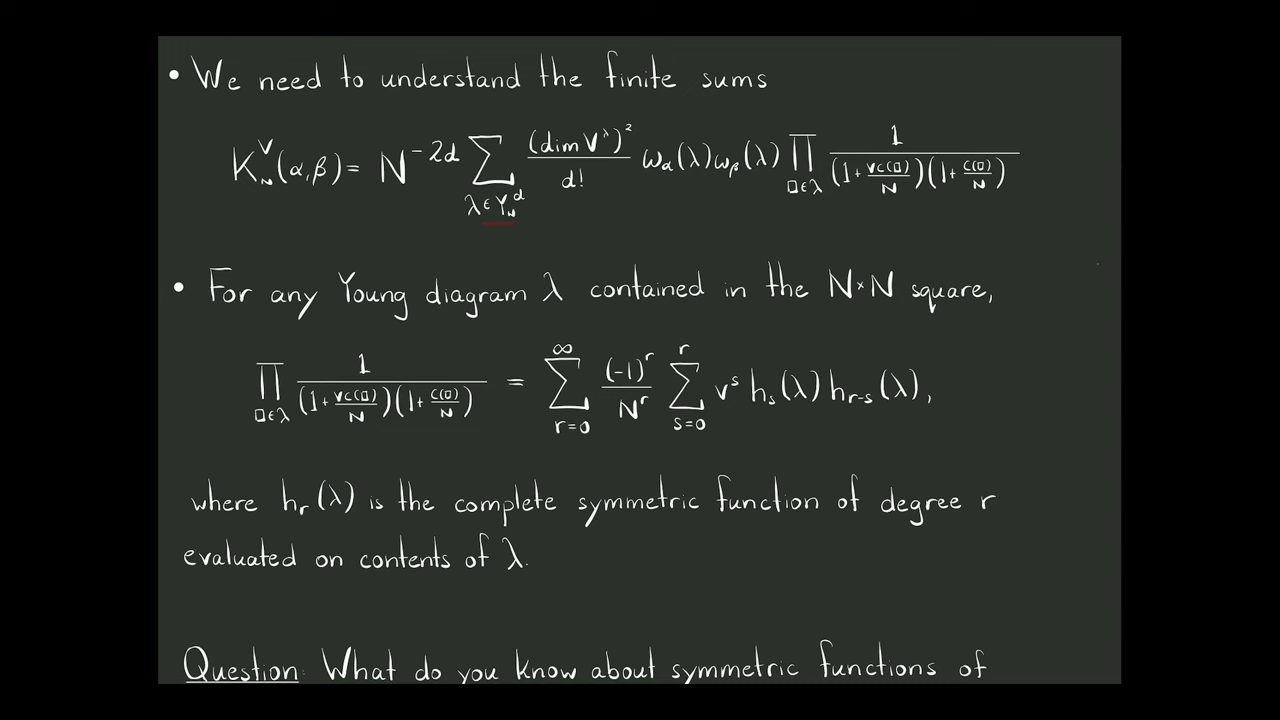 • We need to understand the finite sums
K_N^V(α,β) = N^{-2d} ∑_{λ∈Y_N^d} (dim V^λ)^2/d! ω_α(λ)ω_β(λ) ∏_{□∈λ} 1/((1+vc(□)/N)(1+c(□)/N))
• For any Young diagram λ contained in the N×N square,
∏_{□∈λ} 1/((1+vc(□)/N)(1+c(□)/N)) = ∑_{r=0}^∞ (-1)^r/N^r ∑_{s=0}^r v^s h_s(λ) h_{r-s}(λ),
where h_r(λ) is the complete symmetric function of degree r
evaluated on contents of λ.
Question: What do you know about symmetric functions of